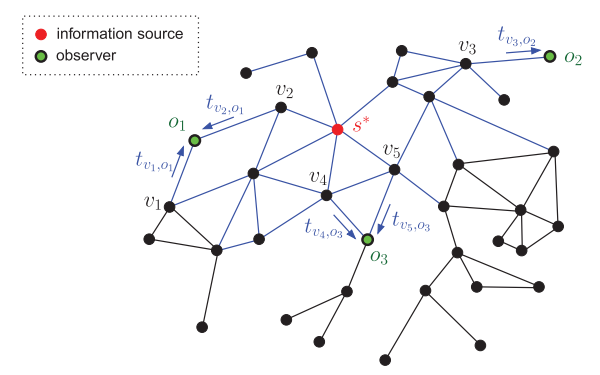 information source
observer
t_{v_3,o_2}
v_3
o_2
v_2
t_{v_2,o_1}
o_1
s*
t_{v_1,o_1}
v_5
v_4
v_1
t_{v_4,o_3}
t_{v_5,o_3}
o_3